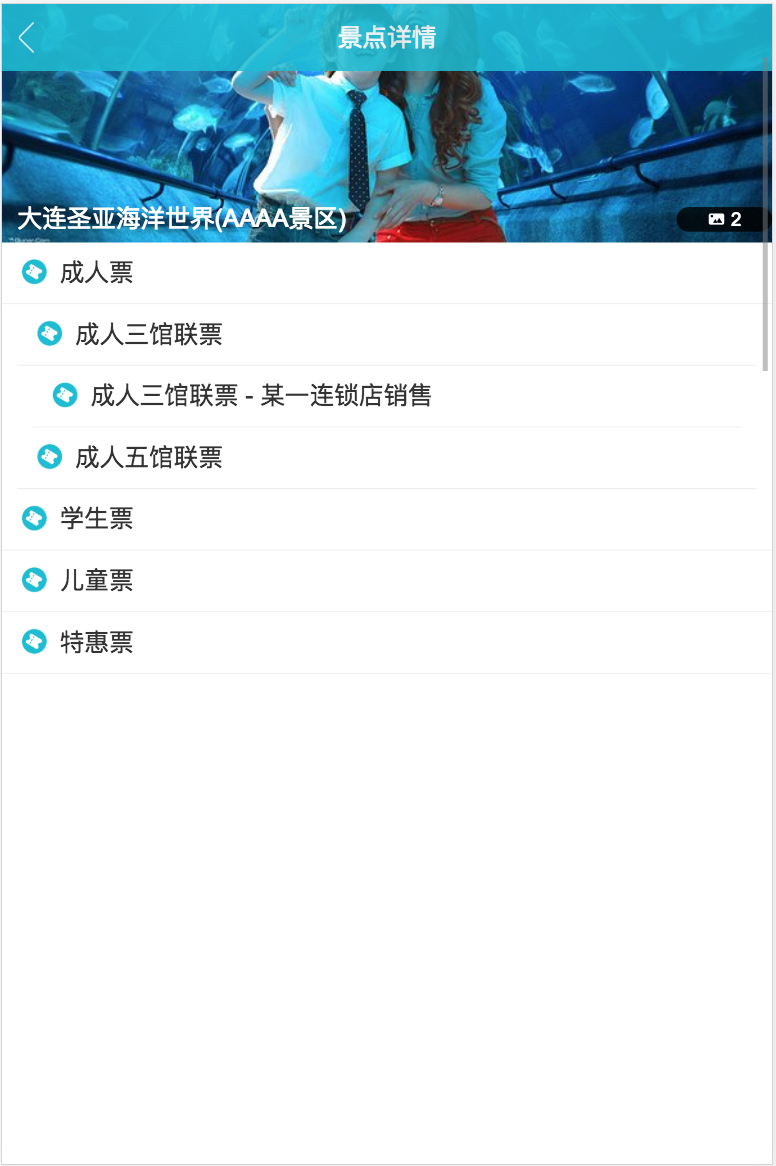 景点详情
大连圣亚海洋世界(AAAA景区)
2
成人票
成人三馆联票
成人三馆联票 - 某一连锁店销售
成人五馆联票
学生票
儿童票
特惠票